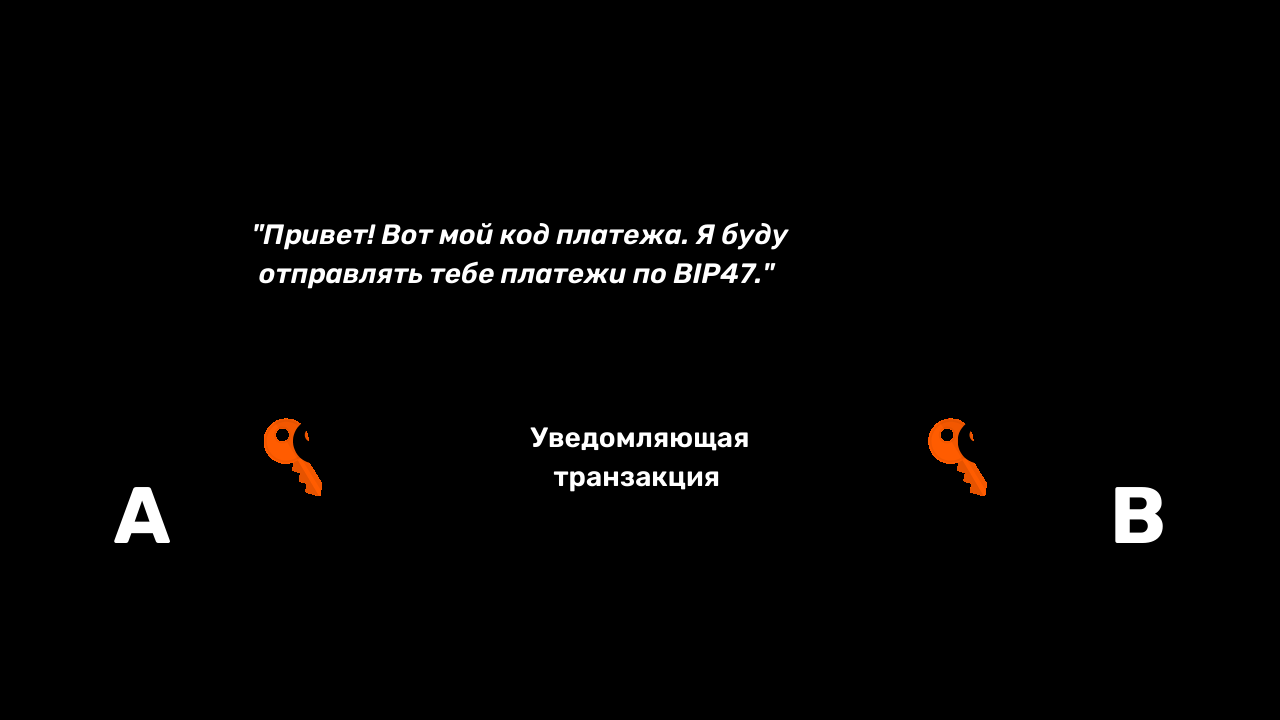 "Привет! Вот мой код платежа. Я буду
отправлять тебе платежи по BIP47."
Уведомляющая
транзакция
A
B